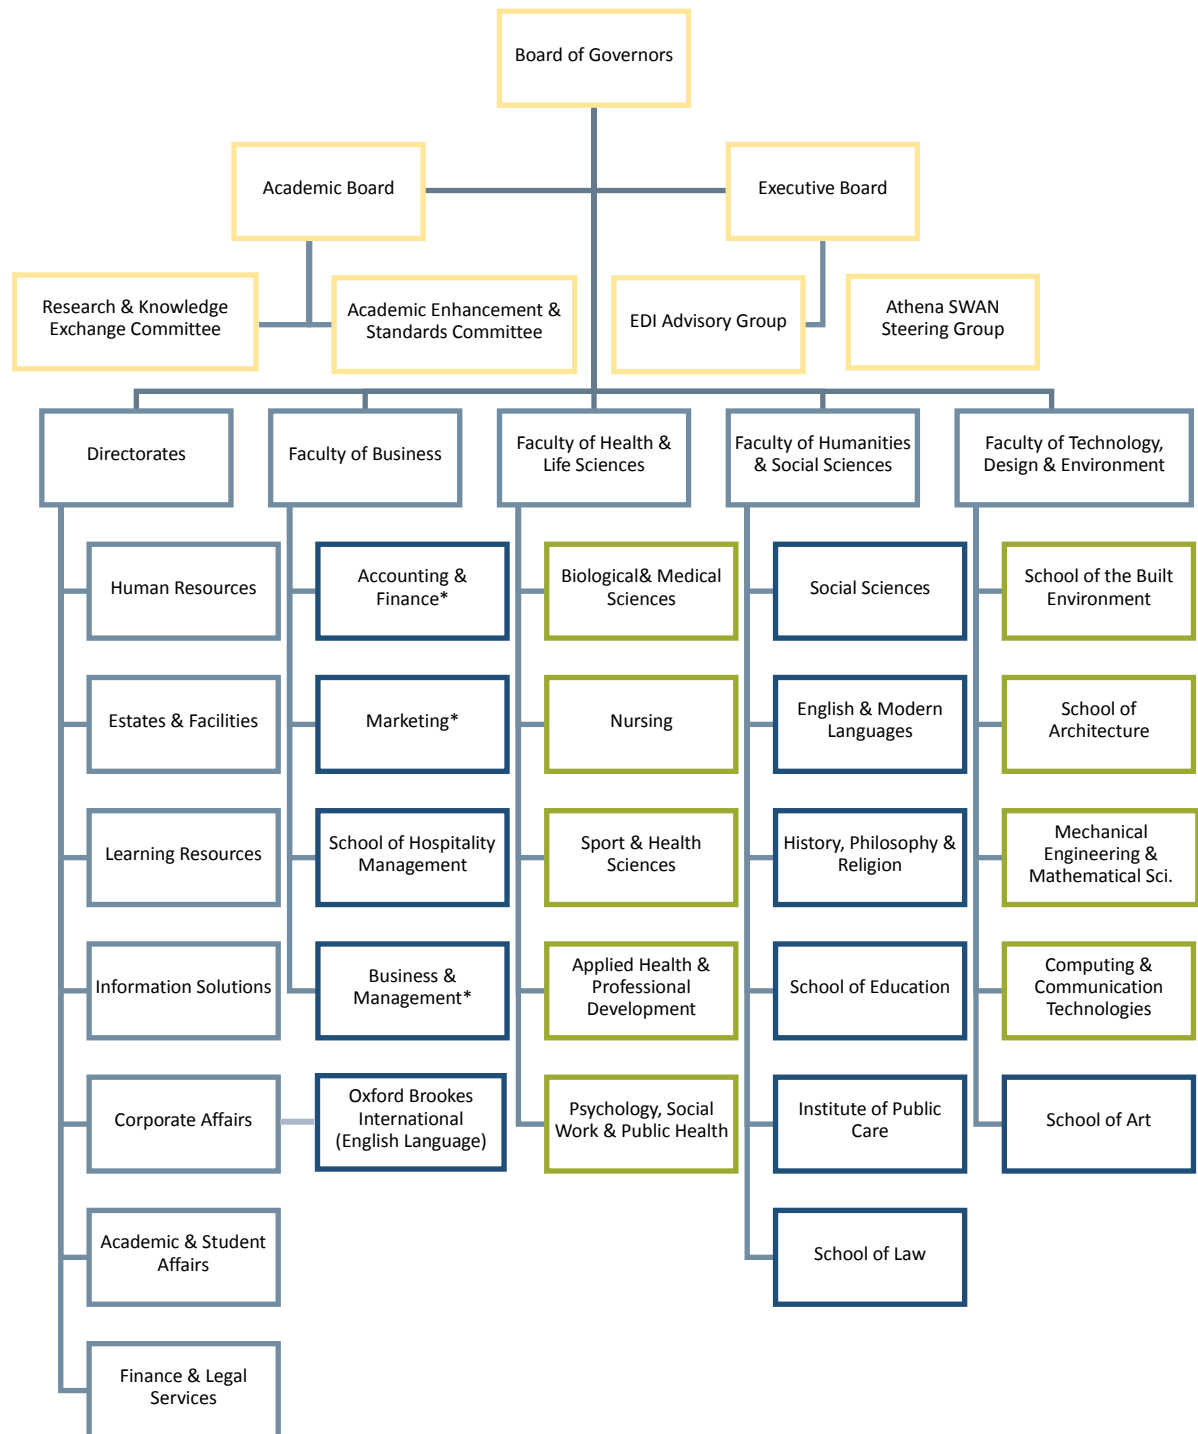 Board of Governors
Academic Board
Executive Board
Research & Knowledge
Exchange Committee
Academic Enhancement &
Standards Committee
EDI Advisory Group
Athena SWAN
Steering Group
Directorates
Faculty of Business
Faculty of Health &
Life Sciences
Faculty of Humanities
& Social Sciences
Faculty of Technology,
Design & Environment
Human Resources
Accounting &
Finance*
Biological& Medical
Sciences
Social Sciences
School of the Built
Environment
Estates & Facilities
Marketing*
Nursing
English & Modern
Languages
School of
Architecture
Learning Resources
School of Hospitality
Management
Sport & Health
Sciences
History, Philosophy &
Religion
Mechanical
Engineering &
Mathematical Sci.
Information Solutions
Business &
Management*
Applied Health &
Professional
Development
School of Education
Computing &
Communication
Technologies
Corporate Affairs
Oxford Brookes
International
(English Language)
Psychology, Social
Work & Public Health
Institute of Public
Care
School of Art
Academic & Student
Affairs
School of Law
Finance & Legal
Services